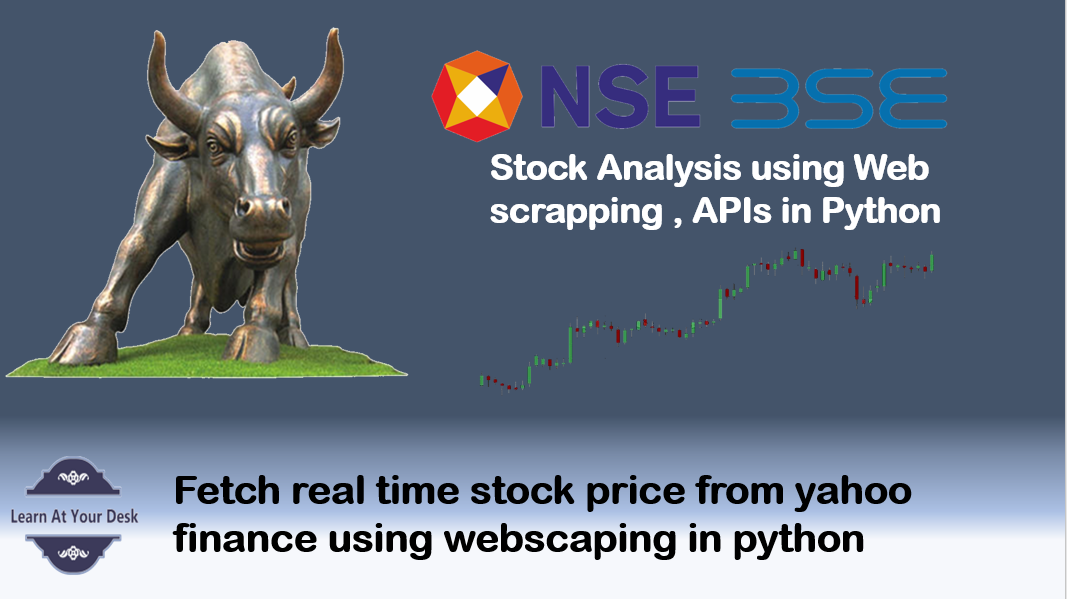 NSE BSE
Stock Analysis using Web
scrapping , APIs in Python
Learn At Your Desk
Fetch real time stock price from yahoo
finance using webscaping in python